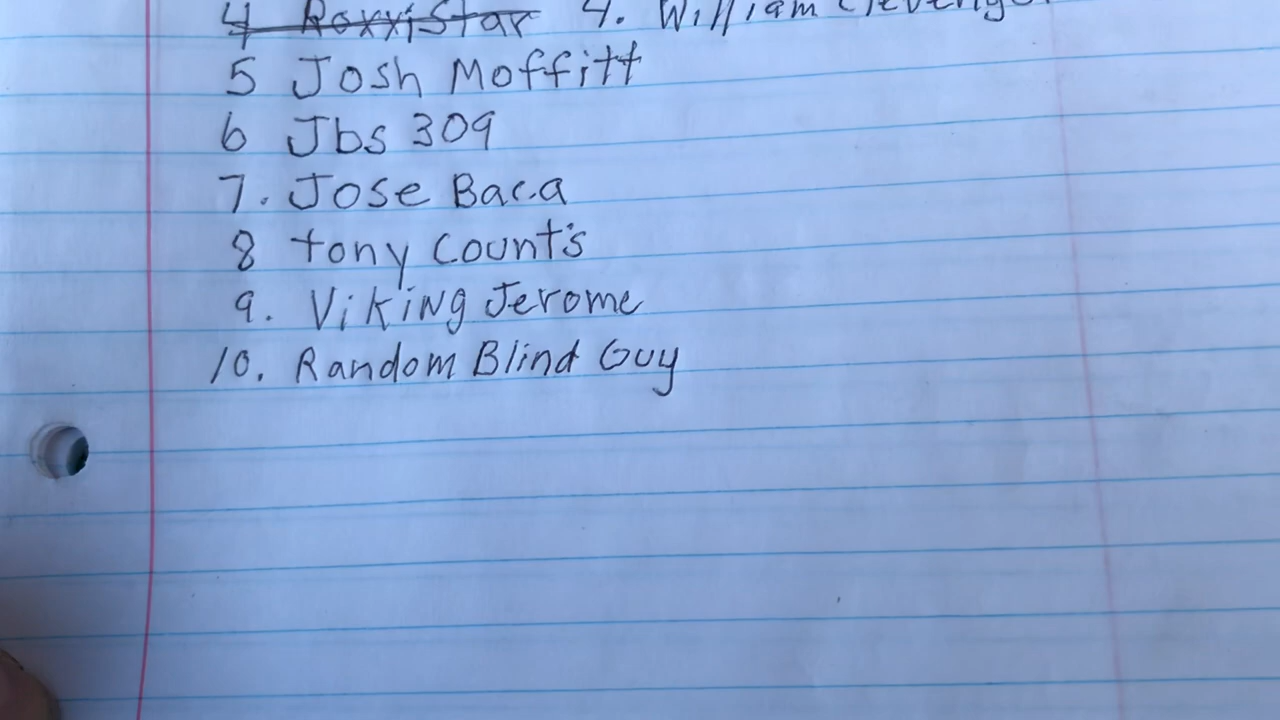 4 RoxxiStar 4. William Clevenger
5 Josh Moffitt
6 Jbs 309
7. Jose Baca
8 tony Count's
9. Viking Jerome
10. Random Blind Guy